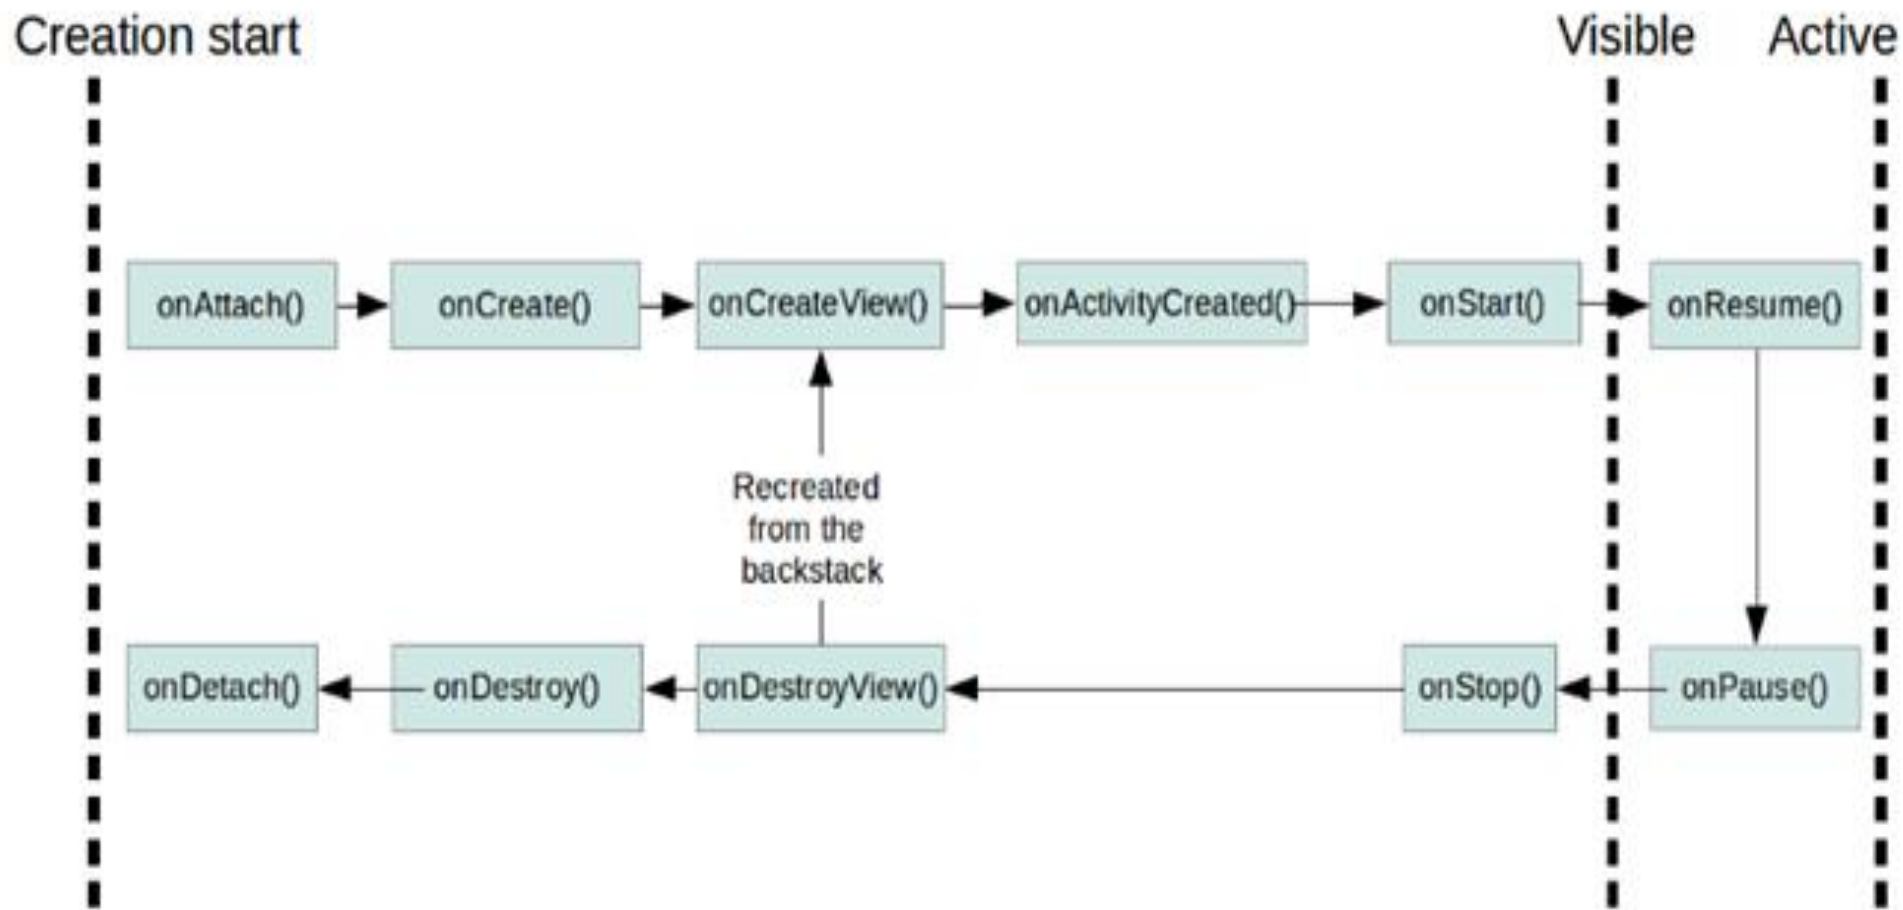 Creation start
Visible
Active
onAttach()
onCreate()
onCreateView()
onActivityCreated()
onStart()
onResume()
Recreated
from the
backstack
onDetach()
onDestroy()
onDestroyView()
onStop()
onPause()